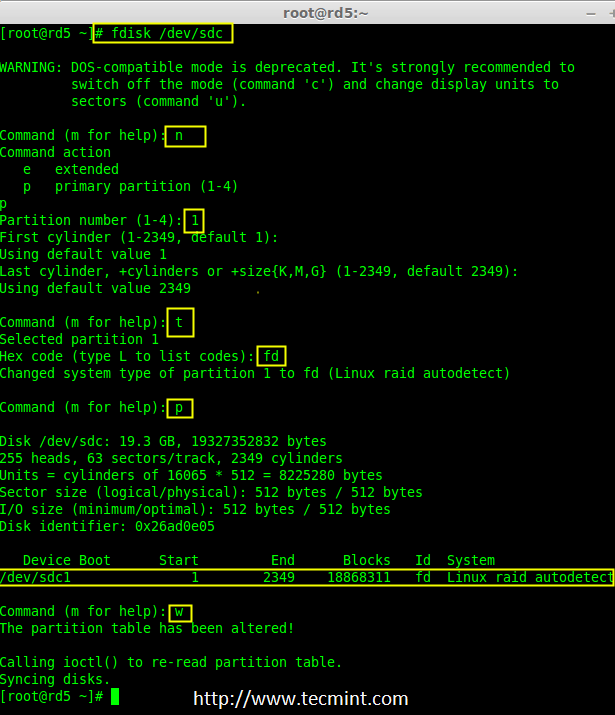 root@rd5:~
[root@rd5 ~]# fdisk /dev/sdc
WARNING: DOS-compatible mode is deprecated. It's strongly recommended to
switch off the mode (command 'c') and change display units to
sectors (command 'u').
Command (m for help): n
Command action
e   extended
p   primary partition (1-4)
p
Partition number (1-4): 1
First cylinder (1-2349, default 1):
Using default value 1
Last cylinder, +cylinders or +size{K,M,G} (1-2349, default 2349):
Using default value 2349
Command (m for help): t
Selected partition 1
Hex code (type L to list codes): fd
Changed system type of partition 1 to fd (Linux raid autodetect)
Command (m for help): p
Disk /dev/sdc: 19.3 GB, 19327352832 bytes
255 heads, 63 sectors/track, 2349 cylinders
Units = cylinders of 16065 * 512 = 8225280 bytes
Sector size (logical/physical): 512 bytes / 512 bytes
I/O size (minimum/optimal): 512 bytes / 512 bytes
Disk identifier: 0x26ad0e05
Device Boot      Start         End      Blocks   Id  System
/dev/sdc1               1        2349    18868311   fd  Linux raid autodetect
Command (m for help): w
The partition table has been altered!
Calling ioctl() to re-read partition table.
Syncing disks.
[root@rd5 ~]#
http://www.tecmint.com